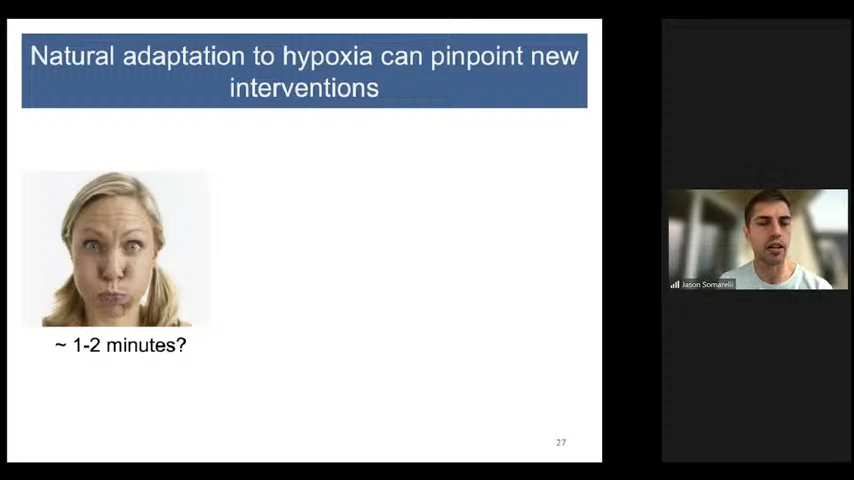 Natural adaptation to hypoxia can pinpoint new
interventions
~ 1-2 minutes?
27
Jason Somarelli